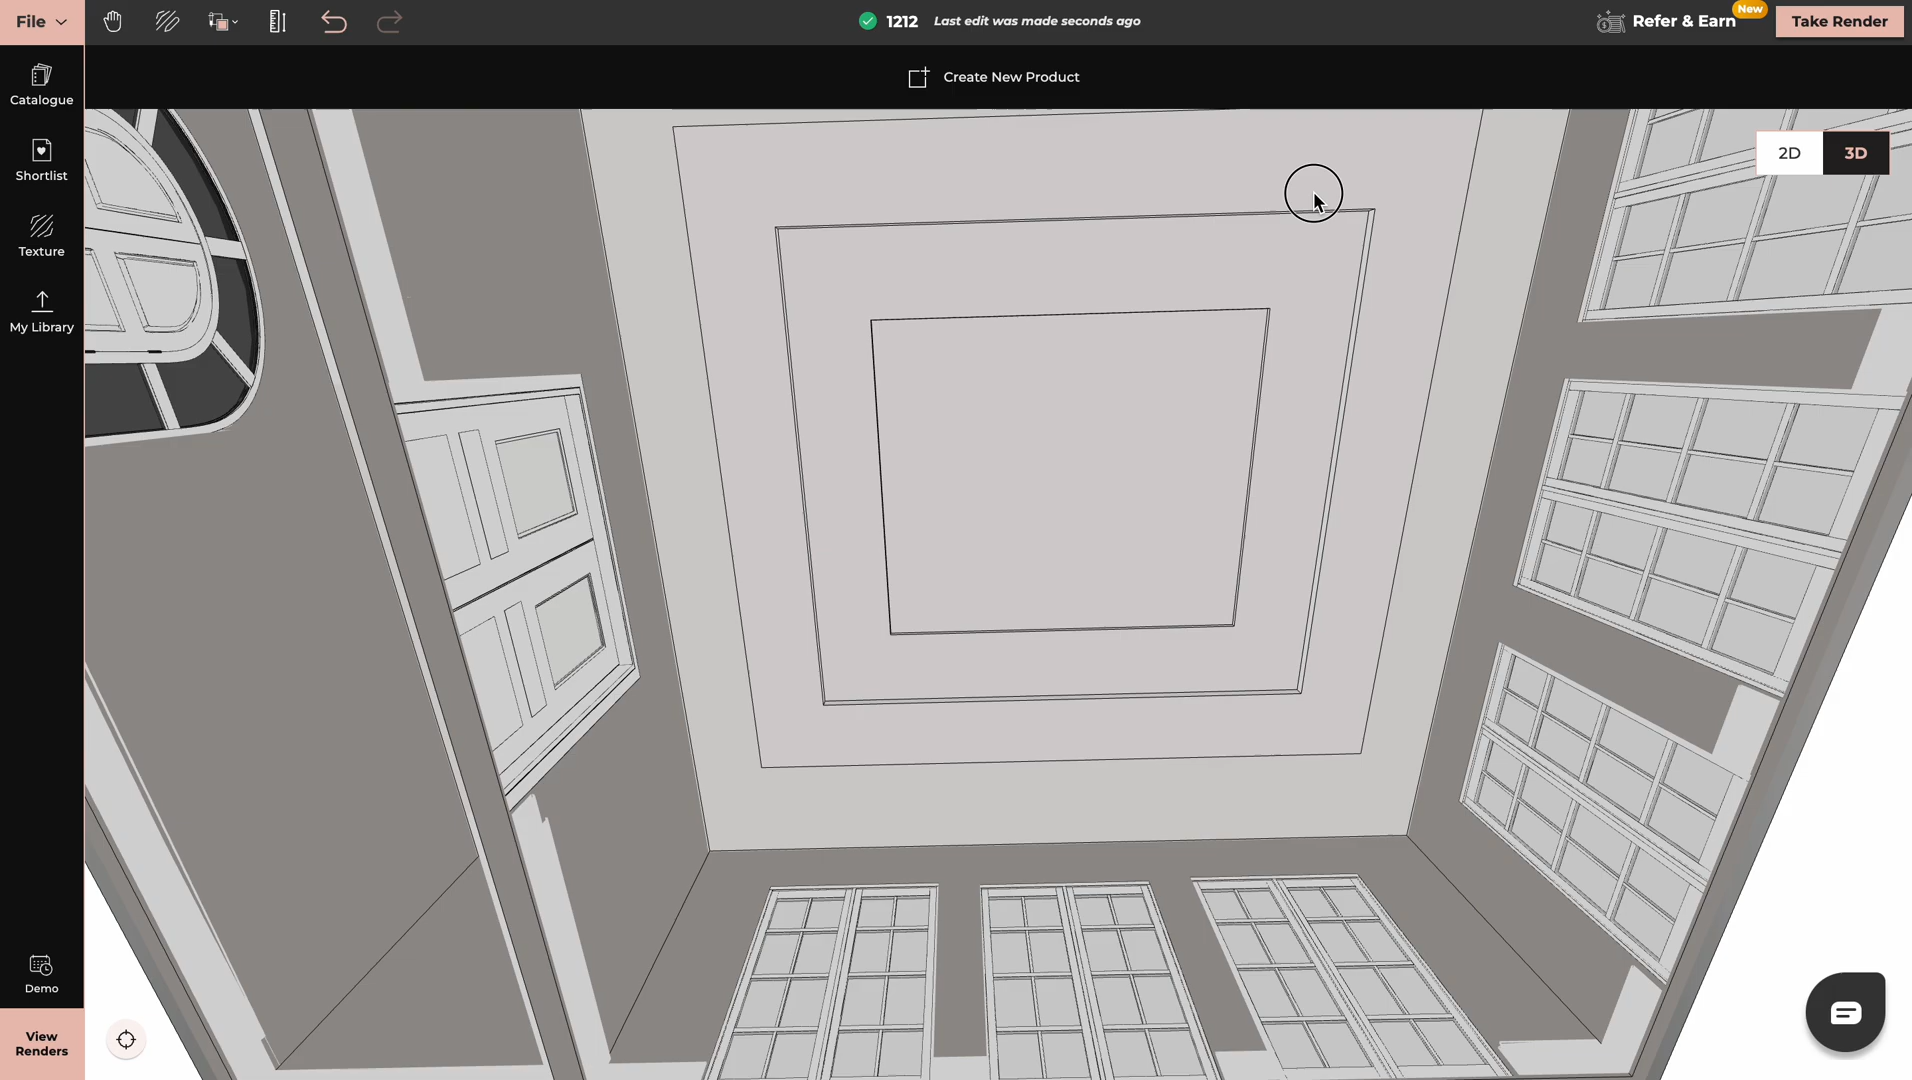 File
1212
Last edit was made seconds ago
Refer & Earn
New
Take Render
Create New Product
Catalogue
Shortlist
Texture
My Library
2D
3D
Demo
View
Renders